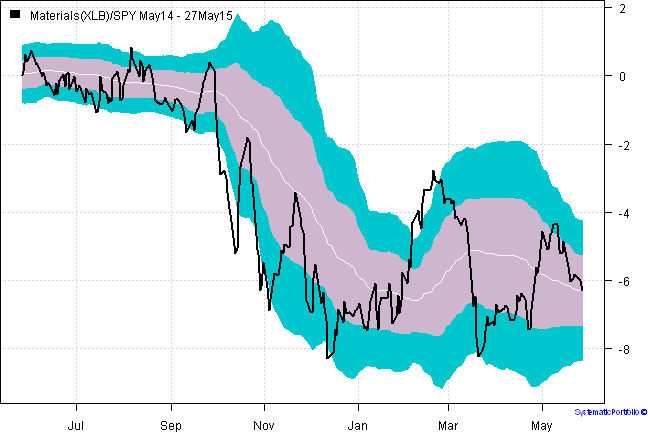 Materials(XLB)/SPY May14 - 27May15
2
0
-2
-4
-6
-8
Jul Sep Nov Jan Mar May
SystematicPortfolio ©